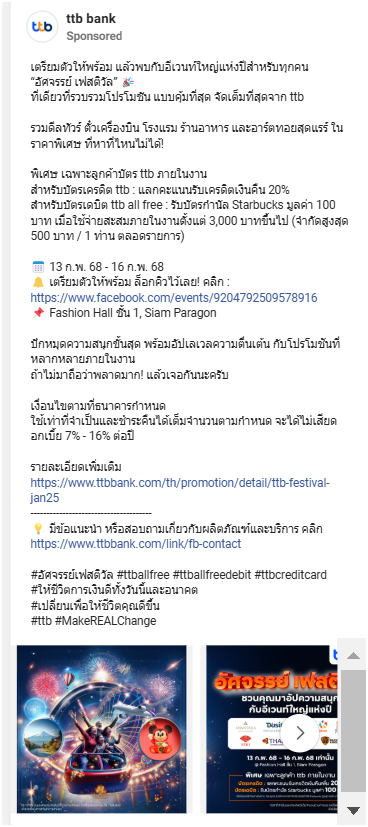 ttb bank
Sponsored
ttb
เตรียมตัวให้พร้อม แล้วพบกับอีเวนท์ใหญ่แห่งปีสำหรับทุกคน
“อัศจรรย์ เฟสติวัล” 🎉
ที่เดียวที่รวบรวมโปรโมชัน แบบคุ้มที่สุด จัดเต็มที่สุดจาก ttb
รวมดีลทัวร์ ตั๋วเครื่องบิน โรงแรม ร้านอาหาร และอาร์ตทอยสุดแรร์ ใน
ราคาพิเศษ ที่หาที่ไหนไม่ได้!
พิเศษ เฉพาะลูกค้าบัตร ttb ภายในงาน
สำหรับบัตรเครดิต ttb : แลกคะแนนรับเครดิตเงินคืน 20%
สำหรับบัตรเดบิต ttb all free : รับบัตรกำนัล Starbucks มูลค่า 100
บาท เมื่อใช้จ่ายสะสมภายในงานตั้งแต่ 3,000 บาทขึ้นไป (จำกัดสูงสุด
500 บาท / 1 ท่าน ตลอดรายการ)
🗓️ 13 ก.พ. 68 - 16 ก.พ. 68
🔔 เตรียมตัวให้พร้อม ล็อกคิวไว้เลย! คลิก :
https://www.facebook.com/events/9204792509578916
📌 Fashion Hall ชั้น 1, Siam Paragon
ปักหมุดความสนุกขั้นสุด พร้อมอัปเลเวลความตื่นเต้น กับโปรโมชันที่
หลากหลายภายในงาน
ถ้าไม่มาถือว่าพลาดมาก! แล้วเจอกันนะครับ
เงื่อนไขตามที่ธนาคารกำหนด
ใช้เท่าที่จำเป็นและชำระคืนได้เต็มจำนวนตามกำหนด จะได้ไม่เสียด
อกเบี้ย 7% - 16% ต่อปี
รายละเอียดเพิ่มเติม
https://www.ttbbank.com/th/promotion/detail/ttb-festival-
jan25
------------------------------------
💡 มีข้อแนะนำ หรือสอบถามเกี่ยวกับผลิตภัณฑ์และบริการ คลิก
https://www.ttbbank.com/link/fb-contact
#อัศจรรย์เฟสติวัล #ttballfree #ttballfreedebit #ttbcreditcard
#ให้ชีวิตการเงินดีทั้งวันนี้และอนาคต
#เปลี่ยนเพื่อให้ชีวิตคุณดีขึ้น
#ttb #MakeREALChange
อัศจรรย์ เฟสติ
ชวนคุณมาอัปความสนุก
กับอีเวนท์ใหญ่แห่งปี
13 ก.พ. 68 - 16 ก.พ. 68 เท่านั้น
@ Fashion Hall ชั้น 1, Siam Paragon
พิเศษ เฉพาะลูกค้า ttb ภายในงาน